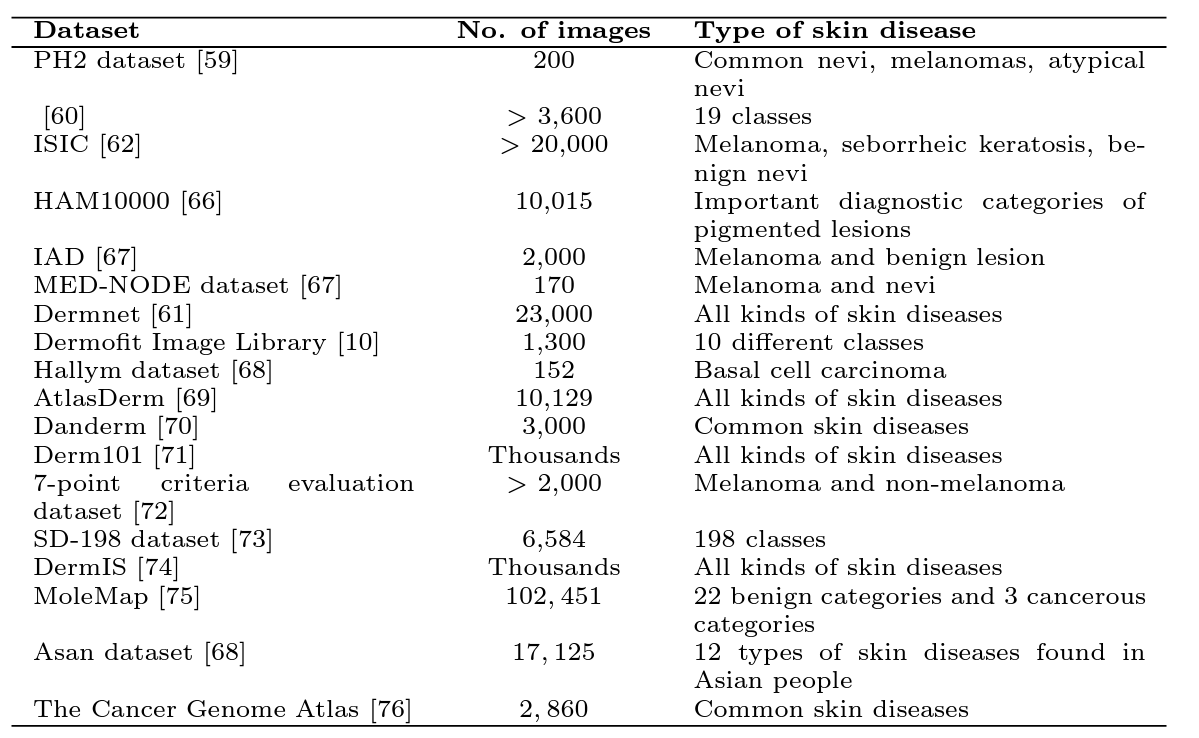 Dataset No. of images Type of skin disease
PH2 dataset [59] 200 Common nevi, melanomas, atypical
nevi
[60] > 3,600 19 classes
ISIC [62] > 20,000 Melanoma, seborrheic keratosis, be-
nign nevi
HAM10000 [66] 10,015 Important diagnostic categories of
pigmented lesions
IAD [67] 2,000 Melanoma and benign lesion
MED-NODE dataset [67] 170 Melanoma and nevi
Dermnet [61] 23,000 All kinds of skin diseases
Dermofit Image Library [10] 1,300 10 different classes
Hallym dataset [68] 152 Basal cell carcinoma
AtlasDerm [69] 10,129 All kinds of skin diseases
Danderm [70] 3,000 Common skin diseases
Derm101 [71] Thousands All kinds of skin diseases
7-point criteria evaluation > 2,000 Melanoma and non-melanoma
dataset [72]
SD-198 dataset [73] 6,584 198 classes
DermIS [74] Thousands All kinds of skin diseases
MoleMap [75] 102,451 22 benign categories and 3 cancerous
categories
Asan dataset [68] 17,125 12 types of skin diseases found in
Asian people
The Cancer Genome Atlas [76] 2,860 Common skin diseases